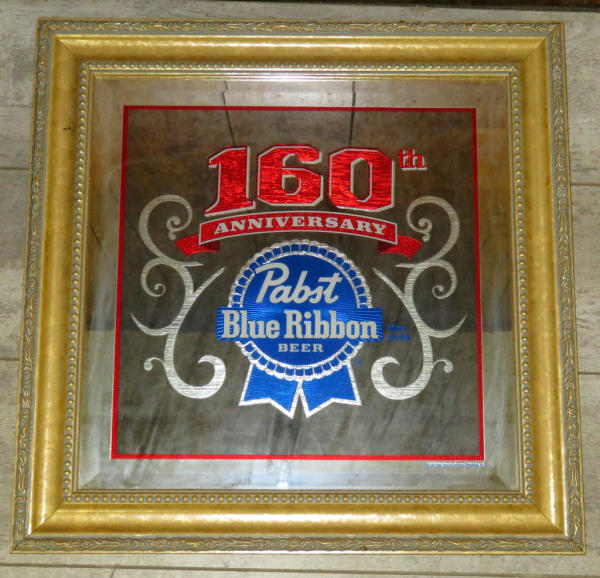 160th
ANNIVERSARY
Pabst
Blue Ribbon
BEER